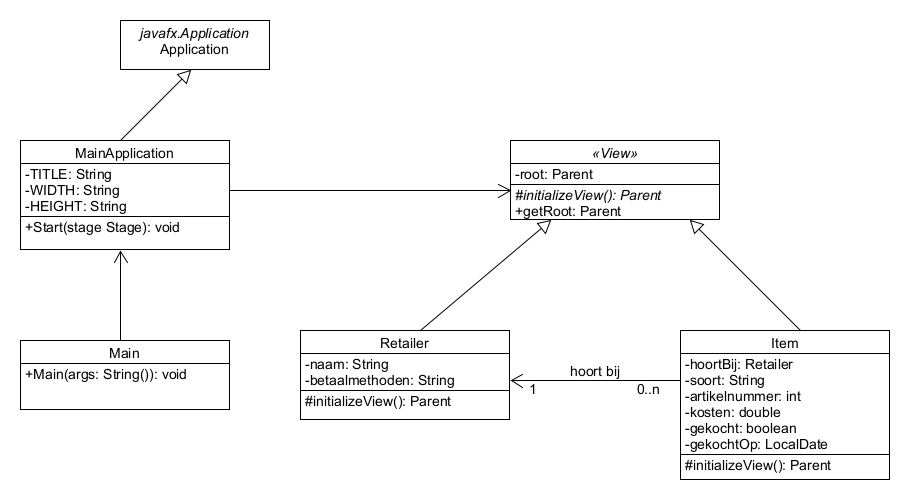 javafx.Application
Application
MainApplication
-TITLE: String
-WIDTH: String
-HEIGHT: String
+Start(stage Stage): void
«View»
-root: Parent
#initializeView(): Parent
+getRoot: Parent
Main
+Main(args: String()): void
Retailer
-naam: String
-betaalmethoden: String
#initializeView(): Parent
hoort bij
1
0..n
Item
-hoortBij: Retailer
-soort: String
-artikelnummer: int
-kosten: double
-gekocht: boolean
-gekochtOp: LocalDate
#initializeView(): Parent